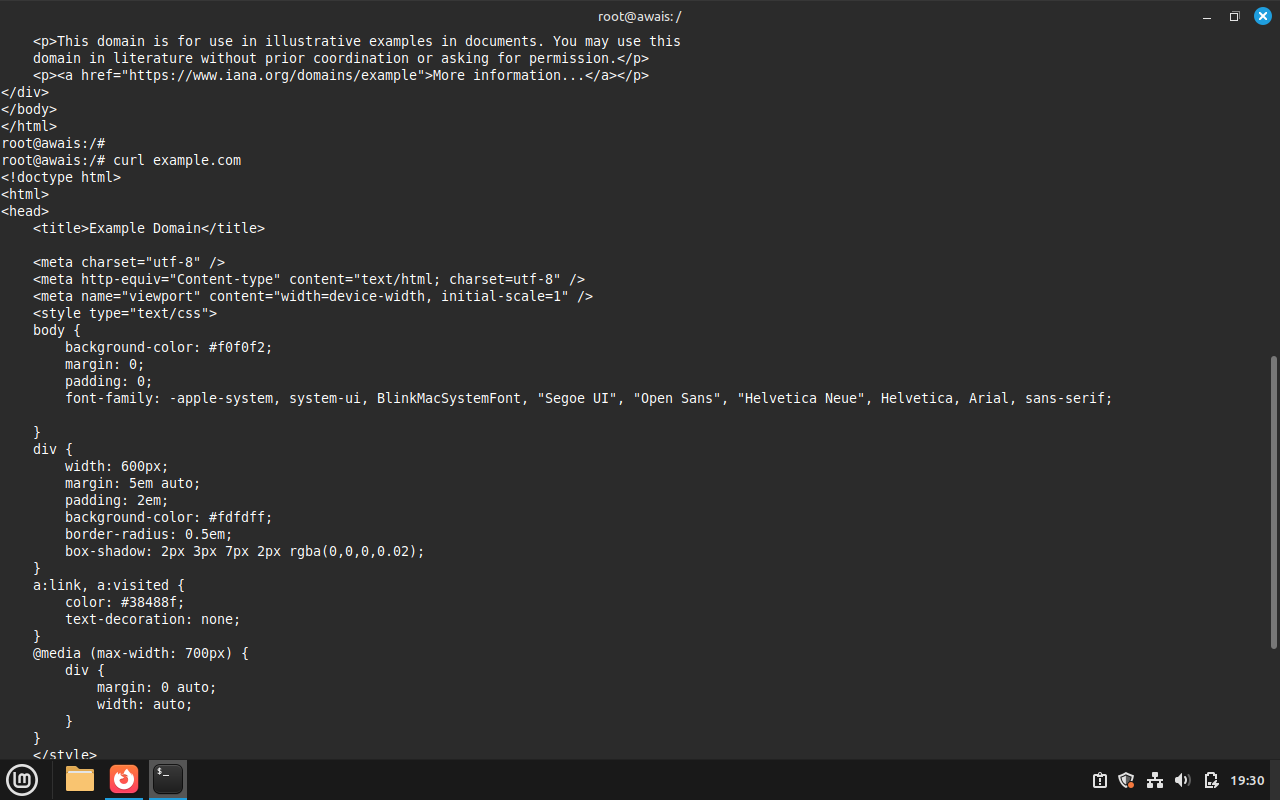 root@awais: /
    <p>This domain is for use in illustrative examples in documents. You may use this
    domain in literature without prior coordination or asking for permission.</p>
    <p><a href="https://www.iana.org/domains/example">More information...</a></p>
</div>
</body>
</html>
root@awais:/#
root@awais:/# curl example.com
<!doctype html>
<html>
<head>
    <title>Example Domain</title>

    <meta charset="utf-8" />
    <meta http-equiv="Content-type" content="text/html; charset=utf-8" />
    <meta name="viewport" content="width=device-width, initial-scale=1" />
    <style type="text/css">
    body {
        background-color: #f0f0f2;
        margin: 0;
        padding: 0;
        font-family: -apple-system, system-ui, BlinkMacSystemFont, "Segoe UI", "Open Sans", "Helvetica Neue", Helvetica, Arial, sans-serif;

    }
    div {
        width: 600px;
        margin: 5em auto;
        padding: 2em;
        background-color: #fdfdff;
        border-radius: 0.5em;
        box-shadow: 2px 3px 7px 2px rgba(0,0,0,0.02);
    }
    a:link, a:visited {
        color: #38488f;
        text-decoration: none;
    }
    @media (max-width: 700px) {
        div {
            margin: 0 auto;
            width: auto;
        }
    }
    </style>
$_
19:30